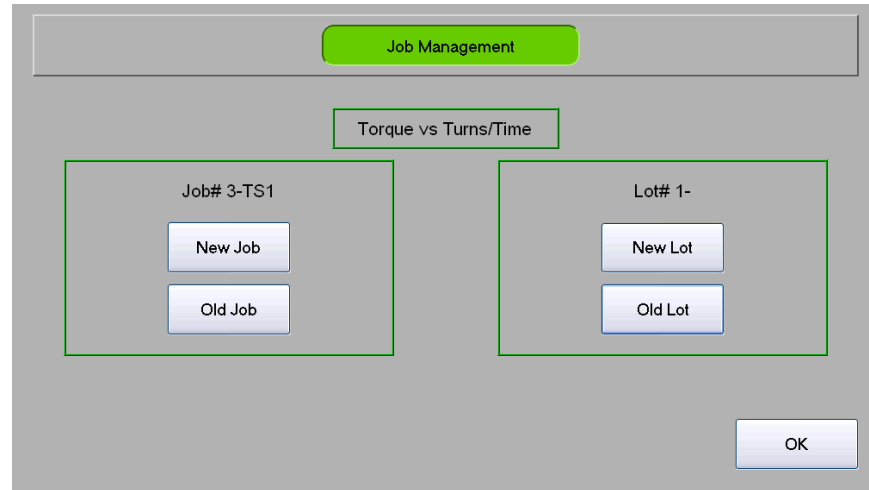 Job Management
Torque vs Turns/Time
Job# 3-TS1
New Job
Old Job
Lot# 1-
New Lot
Old Lot
OK